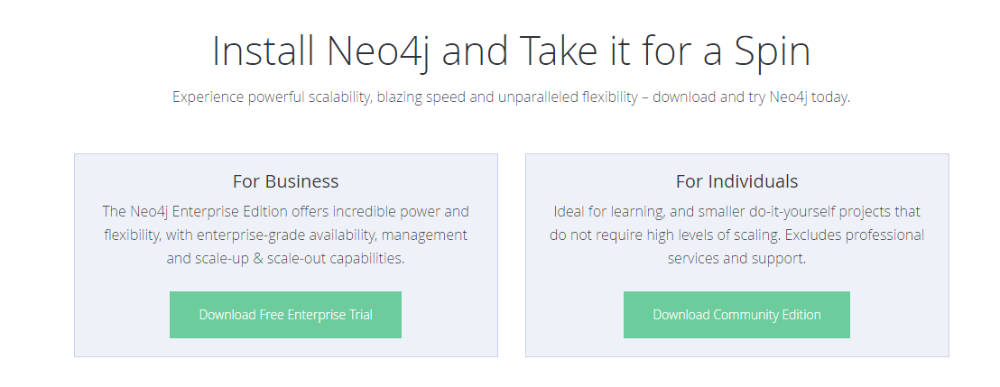 Install Neo4j and Take it for a Spin
Experience powerful scalability, blazing speed and unparalleled flexibility – download and try Neo4j today.
For Business
The Neo4j Enterprise Edition offers incredible power and
flexibility, with enterprise-grade availability, management
and scale-up & scale-out capabilities.
Download Free Enterprise Trial
For Individuals
Ideal for learning, and smaller do-it-yourself projects that
do not require high levels of scaling. Excludes professional
services and support.
Download Community Edition